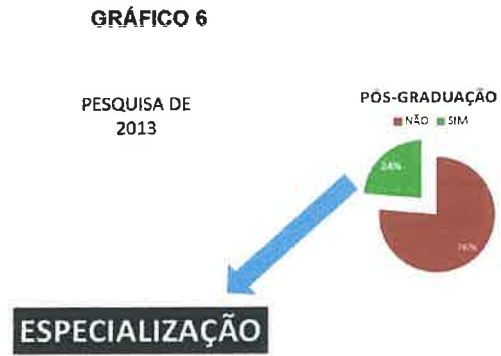 GRÁFICO 6
PESQUISA DE
2013
PÓS-GRADUAÇÃO
NÃO SIM
24%
76%
ESPECIALIZAÇÃO